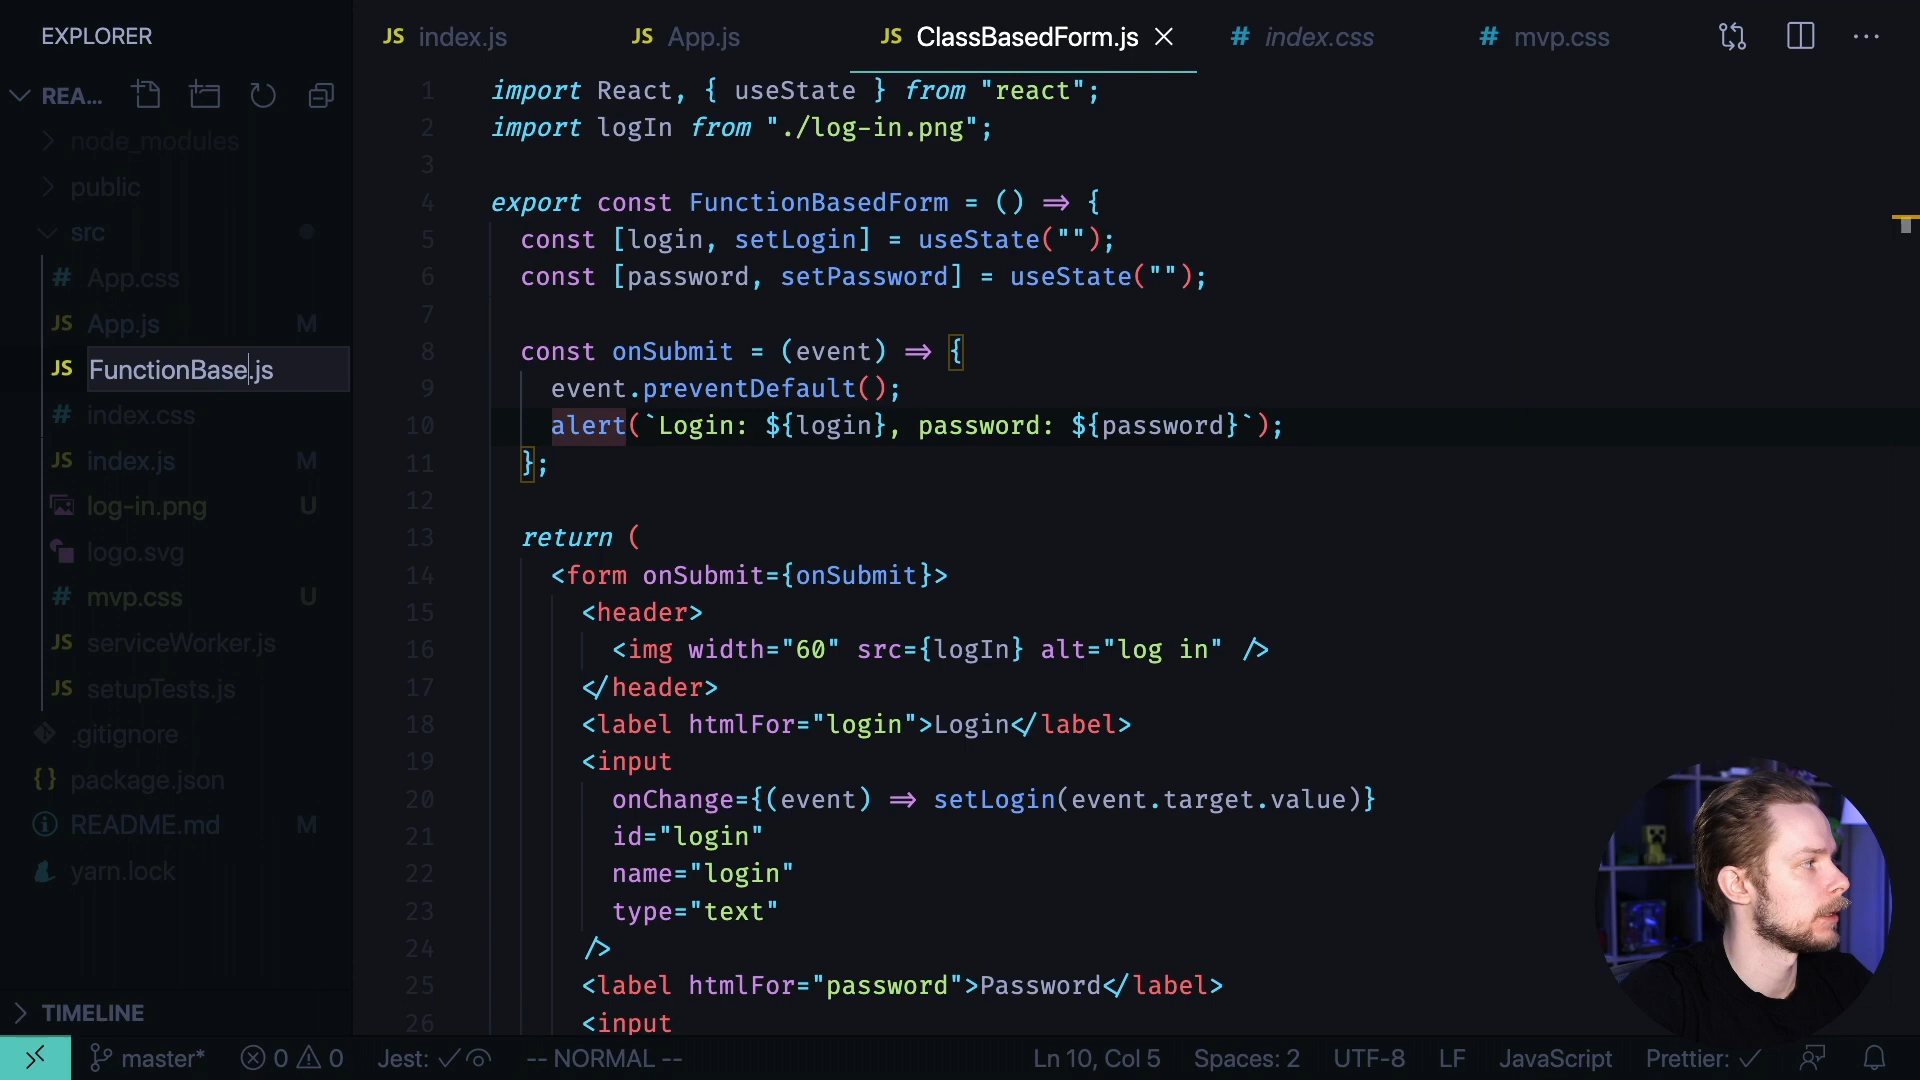 EXPLORER
REA...
node_modules
public
src
# App.css
JS App.js M
JS FunctionBase.js
# index.css
JS index.js M
log-in.png U
logo.svg
# mvp.css U
JS serviceWorker.js
JS setupTests.js
.gitignore
{} package.json
README.md M
yarn.lock
TIMELINE
JS index.js JS App.js JS ClassBasedForm.js # index.css # mvp.css ...
1 import React, { useState } from "react";
2 import logIn from "./log-in.png";
3
4 export const FunctionBasedForm = () => {
5 const [login, setLogin] = useState("");
6 const [password, setPassword] = useState("");
7
8 const onSubmit = (event) => {
9 event.preventDefault();
10 alert(`Login: ${login}, password: ${password}`);
11 };
12
13 return (
14 <form onSubmit={onSubmit}>
15 <header>
16 <img width="60" src={logIn} alt="log in" />
17 </header>
18 <label htmlFor="login">Login</label>
19 <input
20 onChange={(event) => setLogin(event.target.value)}
21 id="login"
22 name="login"
23 type="text"
24 />
25 <label htmlFor="password">Password</label>
26 <input
master* 0 0 Jest: -- NORMAL -- Ln 10, Col 5 Spaces: 2 UTF-8 LF JavaScript Prettier: